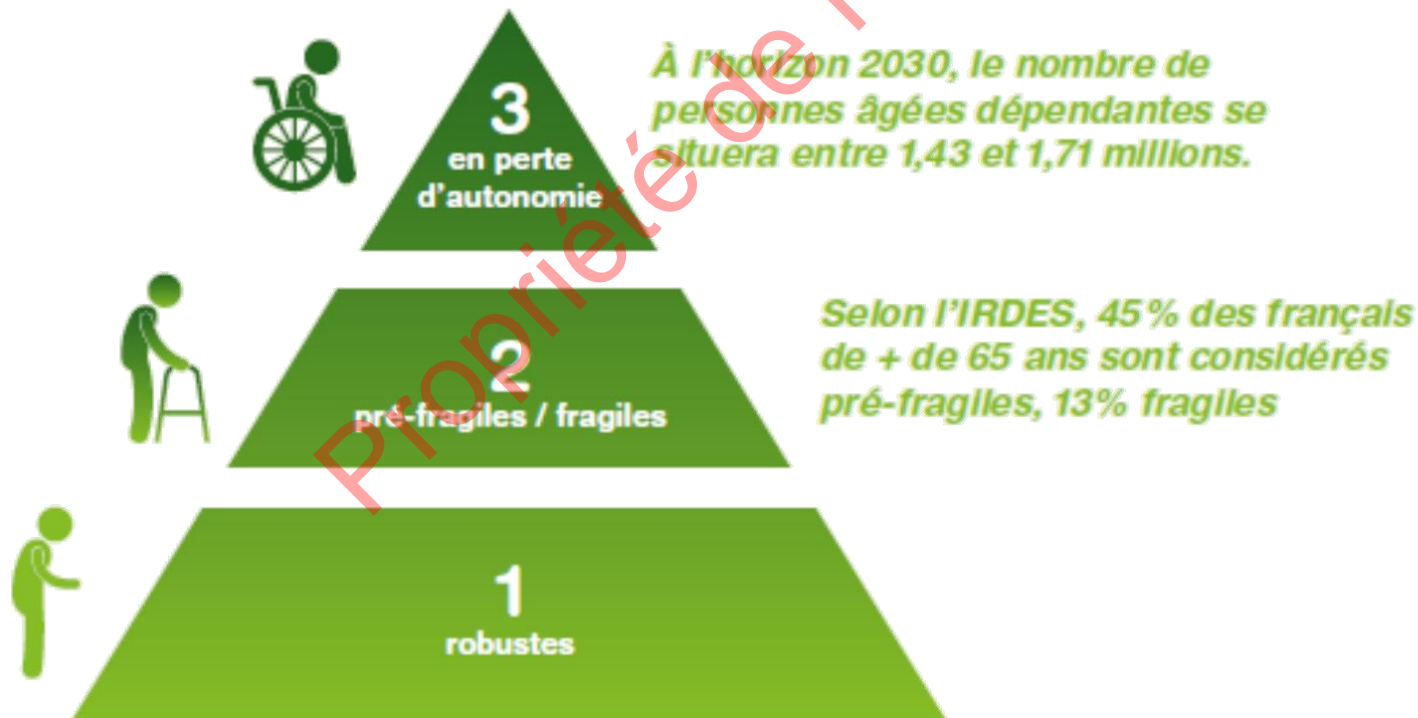 3
en perte
d'autonomie
À l'horizon 2030, le nombre de
personnes âgées dépendantes se
situera entre 1,43 et 1,71 millions.
2
pré-fragiles / fragiles
Selon l'IRDES, 45% des français
de + de 65 ans sont considérés
pré-fragiles, 13% fragiles
1
robustes
Propriété de